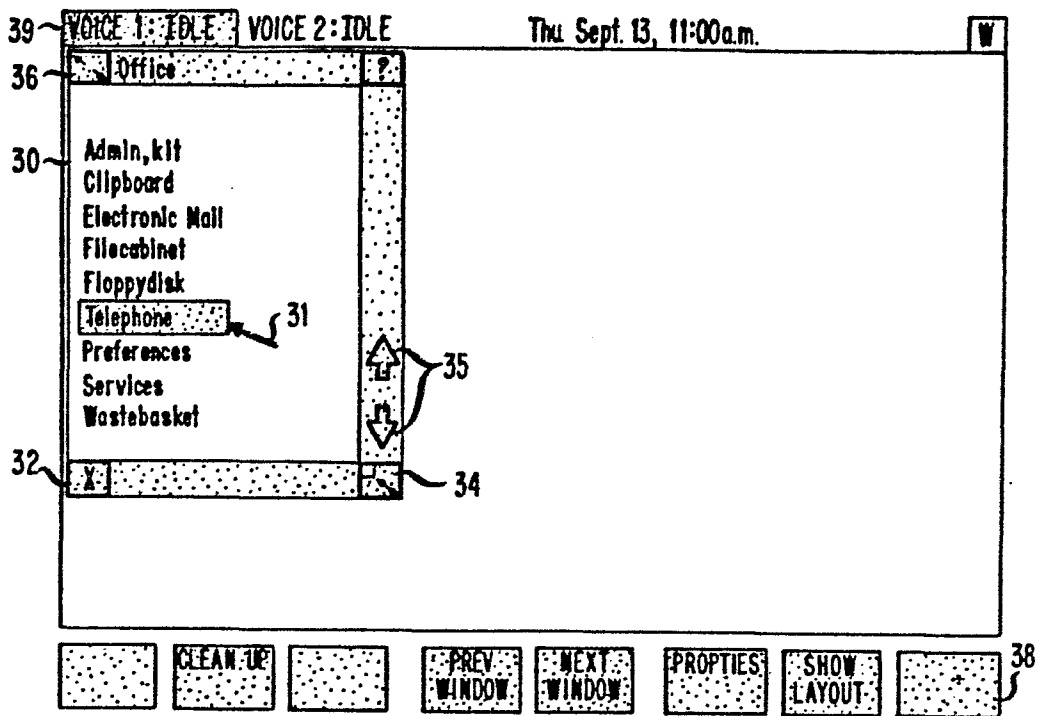 39 VOICE 1: IDLE VOICE 2: IDLE Thu. Sept. 13, 11:00a.m. W
36 Office ?
30
Admin,kit
Clipboard
Electronic Mail
Filecabinet
Floppydisk
Telephone 31
Preferences
35
Services
Wastebasket
32 X 34
CLEAN UP
PREV
WINDOW
NEXT
WINDOW
PROPTIES
SHOW
LAYOUT
38